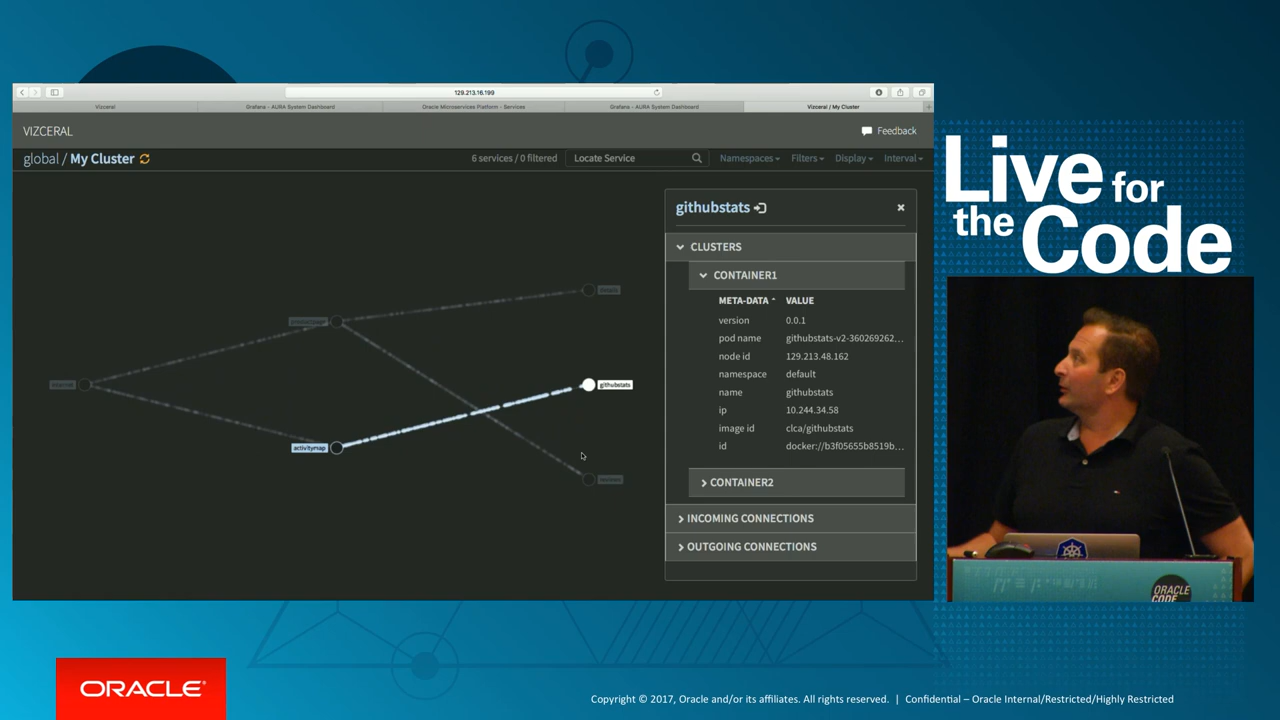 129.213.16.199
Vizceral
Grafana - AURA System Dashboard
Oracle Microservices Platform - Services
Grafana - AURA System Dashboard
Vizceral / My Cluster
VIZCERAL
Feedback
global / My Cluster
6 services / 0 filtered
Locate Service
Namespaces
Filters
Display
Interval
githubstats
CLUSTERS
CONTAINER1
META-DATA VALUE
version 0.0.1
pod name githubstats-v2-360269262...
node id 129.213.48.162
namespace default
name githubstats
ip 10.244.34.58
image id clca/githubstats
id docker://b3f05655b8519b...
CONTAINER2
INCOMING CONNECTIONS
OUTGOING CONNECTIONS
githubstats
activitymap
Live for
the Code
ORACLE
CODE
ORACLE®
Copyright © 2017, Oracle and/or its affiliates. All rights reserved. | Confidential – Oracle Internal/Restricted/Highly Restricted